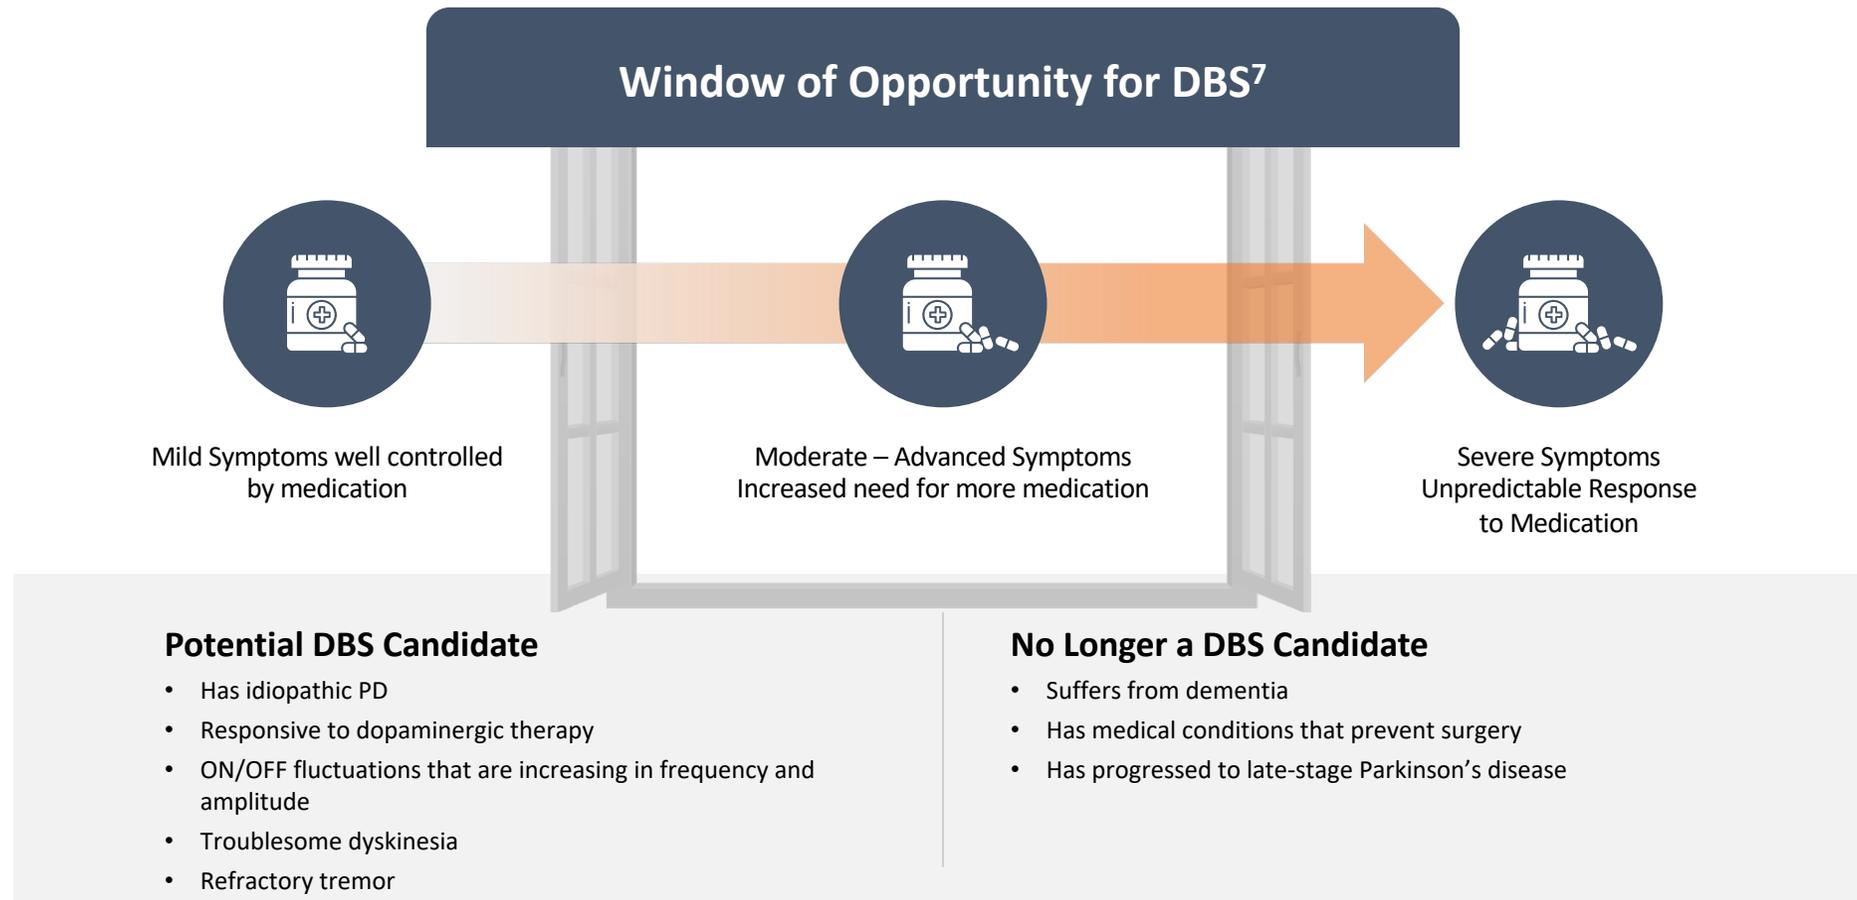 Window of Opportunity for DBS⁷
Mild Symptoms well controlled
by medication
Moderate – Advanced Symptoms
Increased need for more medication
Severe Symptoms
Unpredictable Response
to Medication
Potential DBS Candidate
• Has idiopathic PD
• Responsive to dopaminergic therapy
• ON/OFF fluctuations that are increasing in frequency and
amplitude
• Troublesome dyskinesia
• Refractory tremor
No Longer a DBS Candidate
• Suffers from dementia
• Has medical conditions that prevent surgery
• Has progressed to late-stage Parkinson’s disease